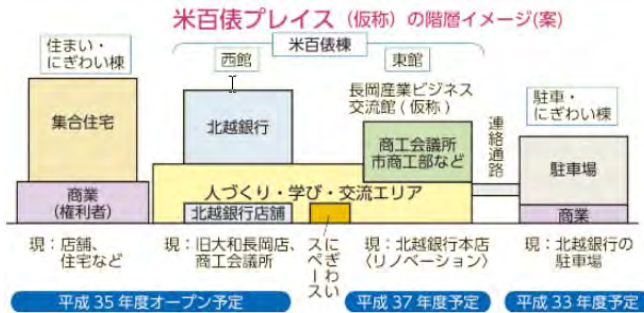 米百俵プレイス(仮称)の階層イメージ(案)
住まい・
にぎわい棟
米百俵棟
西館
東館
長岡産業ビジネス
交流館(仮称)
駐車・
にぎわい棟
集合住宅
北越銀行
商工会議所
市商工部など
連絡通路
駐車場
商業
(権利者)
人づくり・学び・交流エリア
北越銀行店舗
商業
現:店舗、
住宅など
現:旧大和長岡店、
商工会議所
にぎわい
スペース
現:北越銀行本店
〈リノベーション〉
現:北越銀行の
駐車場
平成35年度オープン予定
平成37年度予定
平成33年度予定